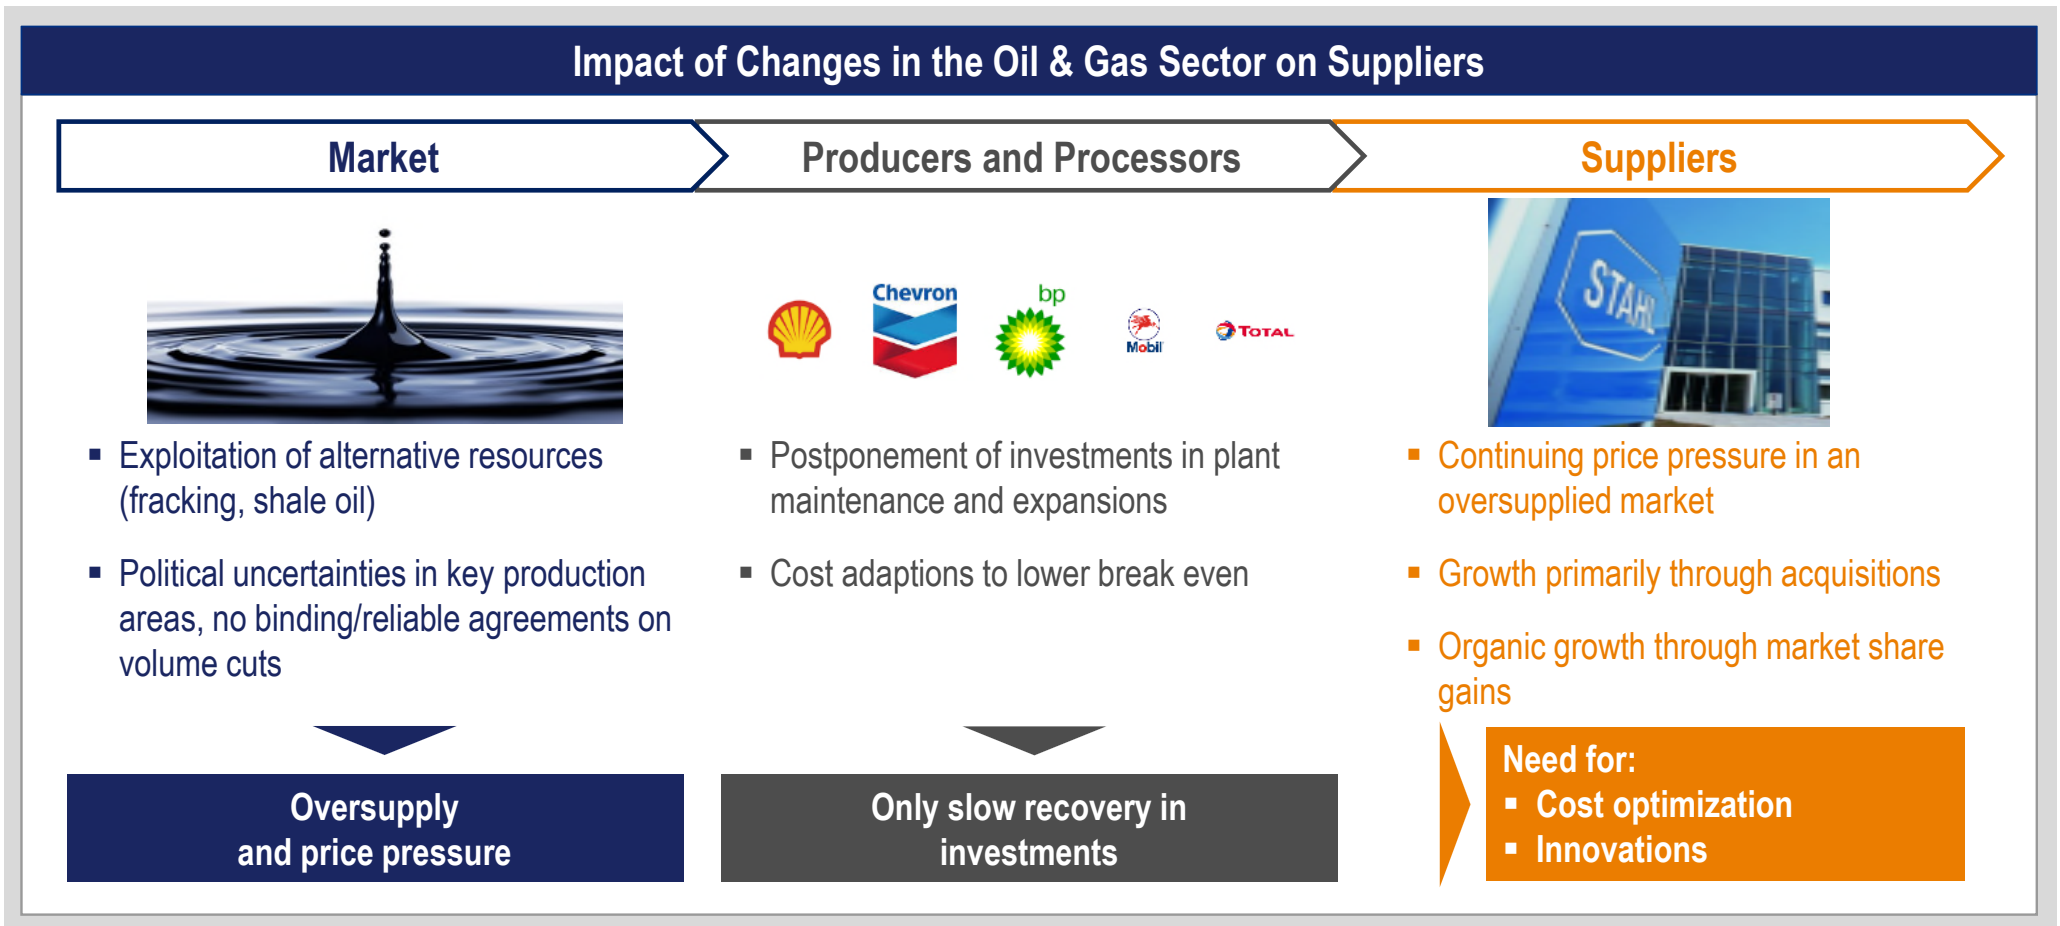 Impact of Changes in the Oil & Gas Sector on Suppliers
Market
Producers and Processors
Suppliers
Chevron
bp
Mobil
TOTAL
STAHL
▪ Exploitation of alternative resources
(fracking, shale oil)
▪ Political uncertainties in key production
areas, no binding/reliable agreements on
volume cuts
▪ Postponement of investments in plant
maintenance and expansions
▪ Cost adaptions to lower break even
▪ Continuing price pressure in an
oversupplied market
▪ Growth primarily through acquisitions
▪ Organic growth through market share
gains
Oversupply
and price pressure
Only slow recovery in
investments
Need for:
▪ Cost optimization
▪ Innovations